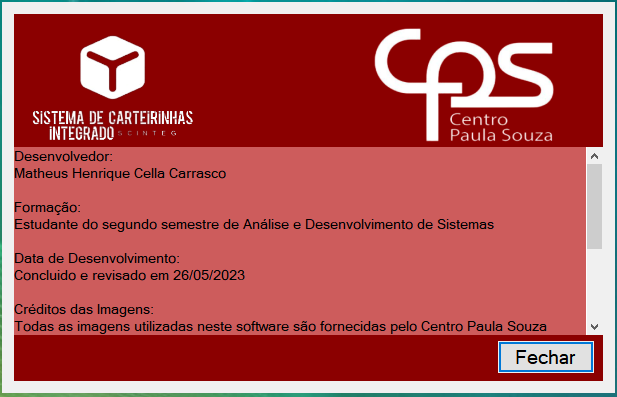 SISTEMA DE CARTEIRINHAS
INTEGRADO SCINTEG
CPS
Centro
Paula Souza
Desenvolvedor:
Matheus Henrique Cella Carrasco
Formação:
Estudante do segundo semestre de Análise e Desenvolvimento de Sistemas
Data de Desenvolvimento:
Concluido e revisado em 26/05/2023
Créditos das Imagens:
Todas as imagens utilizadas neste software são fornecidas pelo Centro Paula Souza
Fechar